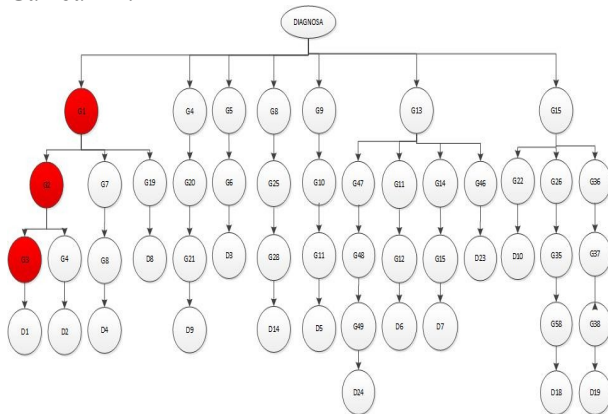 DIAGNOSA
G1 G4 G5 G8 G9 G13 G15
G2 G7 G19 G20 G6 G25 G10 G47 G11 G14 G46 G22 G26 G36
G4 G8 D8 G21 D3 G28 G11 G48 G12 G15 D23 D10 G35 G37
D1 D2 D4 D9 D14 D5 G49 D6 D7 G58 G38
D24 D18 D19